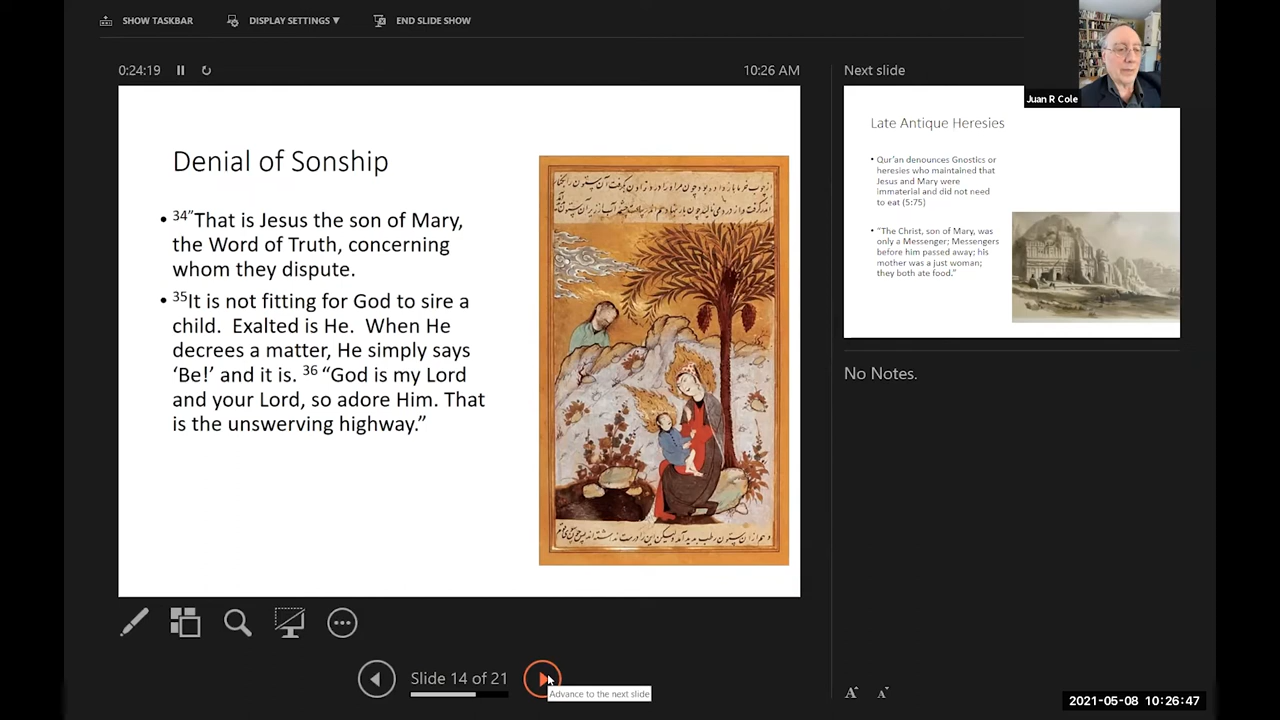 SHOW TASKBAR
DISPLAY SETTINGS ▼
END SLIDE SHOW
0:24:19
10:26 AM
Next slide
Juan R Cole
Denial of Sonship
• 34”That is Jesus the son of Mary,
the Word of Truth, concerning
whom they dispute.
• 35It is not fitting for God to sire a
child. Exalted is He. When He
decrees a matter, He simply says
‘Be!’ and it is. 36 “God is my Lord
and your Lord, so adore Him. That
is the unswerving highway.”
Late Antique Heresies
• Qur’an denounces Gnostics or
heresies who maintained that
Jesus and Mary were
immaterial and did not need
to eat (5:75)
• “The Christ, son of Mary, was
only a Messenger; Messengers
before him passed away; his
mother was a just woman;
they both ate food.”
No Notes.
Slide 14 of 21
Advance to the next slide
A A
2021-05-08 10:26:47